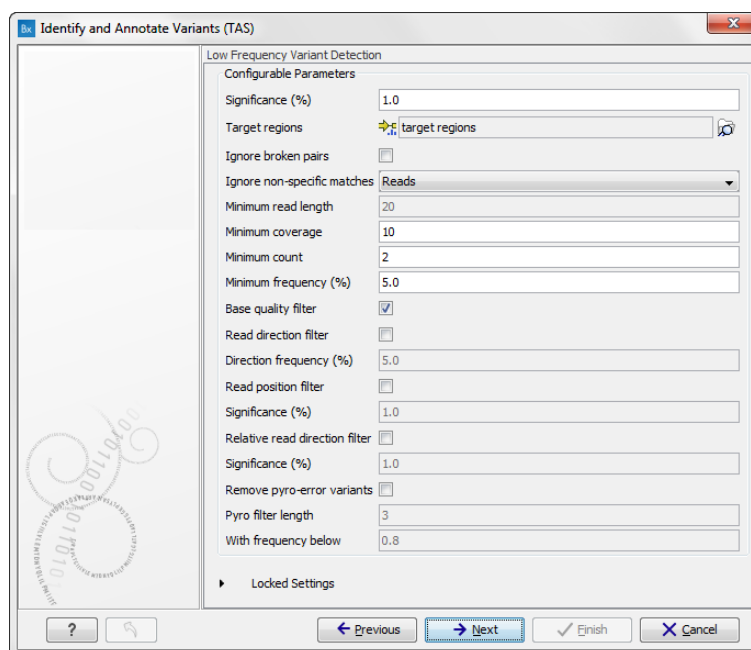 Bx Identify and Annotate Variants (TAS)
Low Frequency Variant Detection
Configurable Parameters
Significance (%) 1.0
Target regions target regions
Ignore broken pairs
Ignore non-specific matches Reads
Minimum read length 20
Minimum coverage 10
Minimum count 2
Minimum frequency (%) 5.0
Base quality filter
Read direction filter
Direction frequency (%) 5.0
Read position filter
Significance (%) 1.0
Relative read direction filter
Significance (%) 1.0
Remove pyro-error variants
Pyro filter length 3
With frequency below 0.8
Locked Settings
? Previous Next Finish Cancel